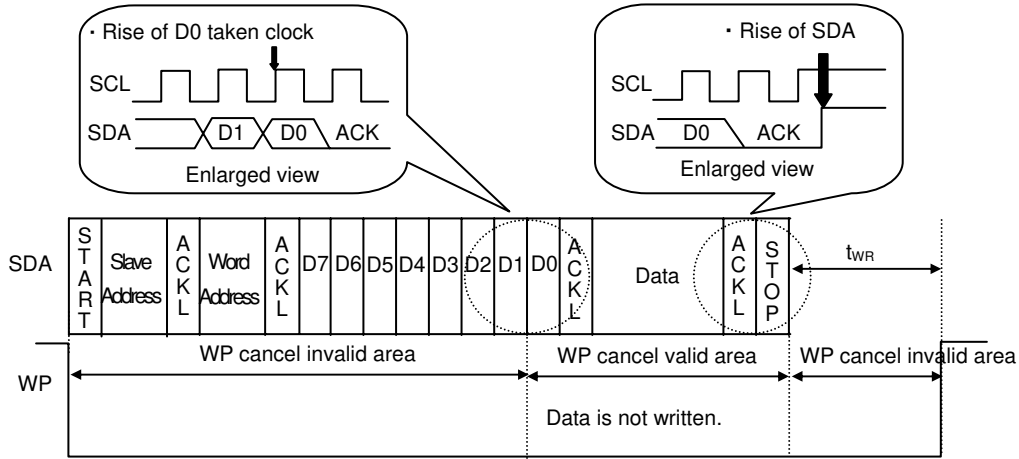 ・Rise of D0 taken clock
SCL
SDA D1 D0 ACK
Enlarged view
・Rise of SDA
SCL
SDA D0 ACK
Enlarged view
SDA
START
Slave Address
ACKL
Word Address
ACKL
D7 D6 D5 D4 D3 D2 D1 D0
ACKL
Data
ACKL
STOP
tWR
WP cancel invalid area
WP cancel valid area
WP cancel invalid area
WP
Data is not written.